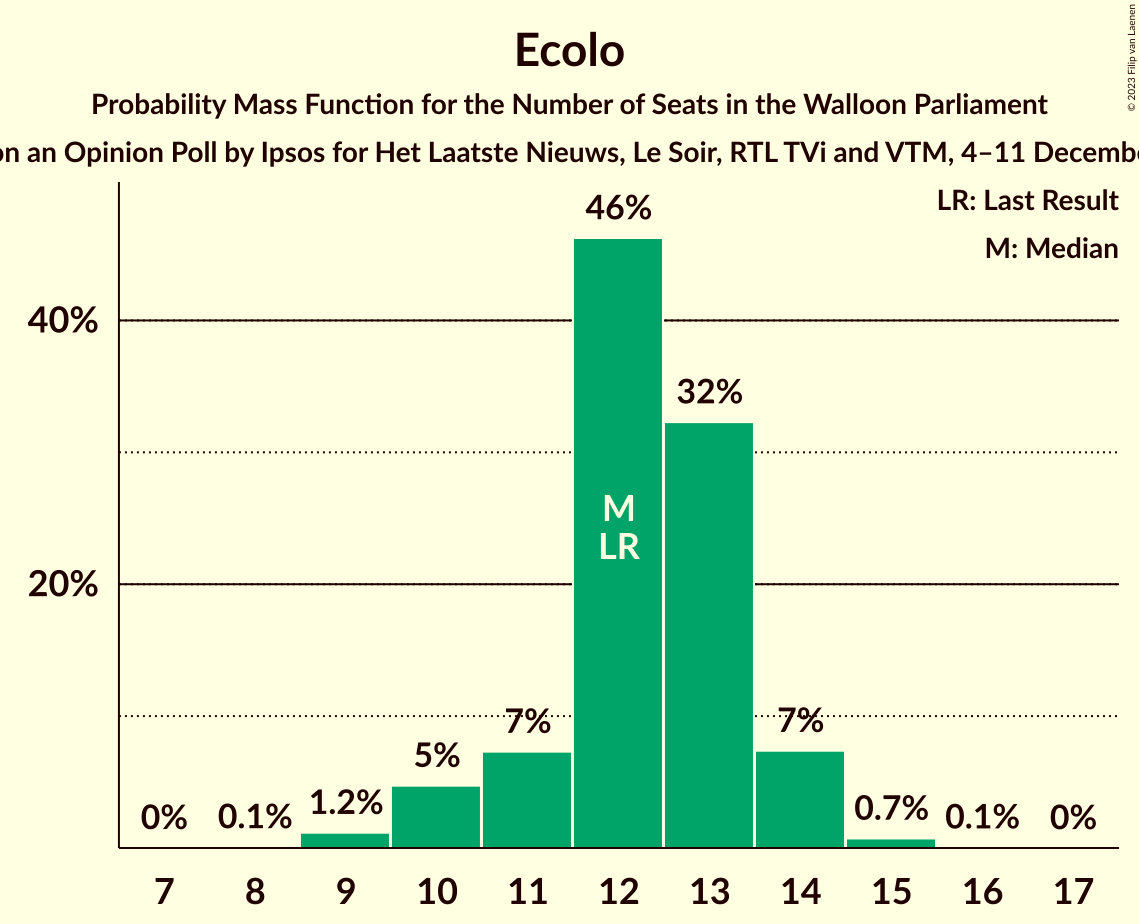 Ecolo
Probability Mass Function for the Number of Seats in the Walloon Parliament
an Opinion Poll by Ipsos for Het Laatste Nieuws, Le Soir, RTL TVi and VTM, 4–11
© 2023 Filip van Laenen
LR: Last Result
M: Median
40%
20%
0%
0.1%
1.2%
5%
7%
46%
32%
7%
0.7%
0.1%
0%
M
LR
7 8 9 10 11 12 13 14 15 16 17